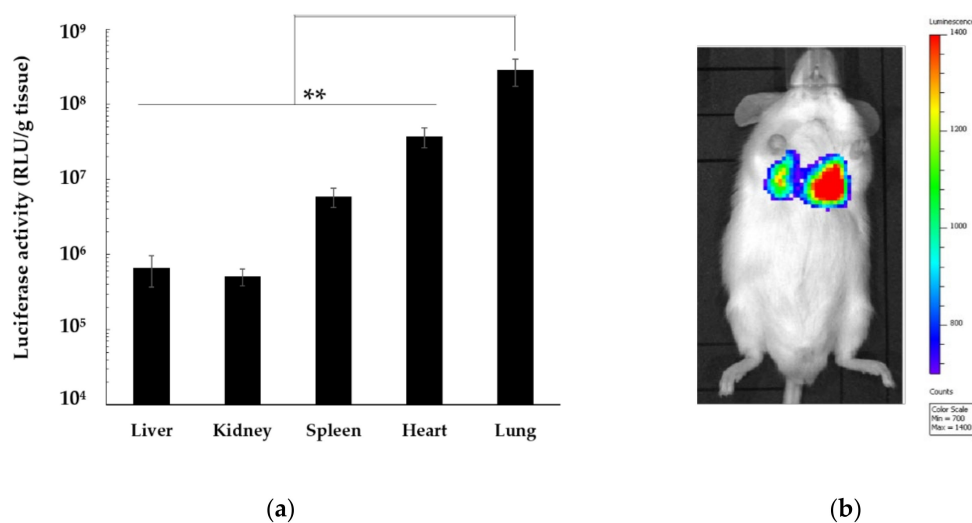 Luciferase activity (RLU/g tissue)
10⁹
10⁸
10⁷
10⁶
10⁵
10⁴
**
Liver Kidney Spleen Heart Lung
(a)
Luminescence
1400
1200
1000
800
Counts
Color Scale
Min = 700
Max = 1400
(b)